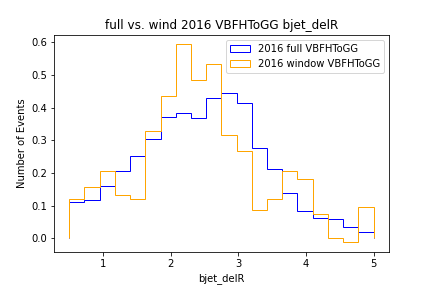 full vs. wind 2016 VBFHToGG bjet_delR
2016 full VBFHToGG
2016 window VBFHToGG
Number of Events
0.6
0.5
0.4
0.3
0.2
0.1
0.0
1 2 3 4 5
bjet_delR